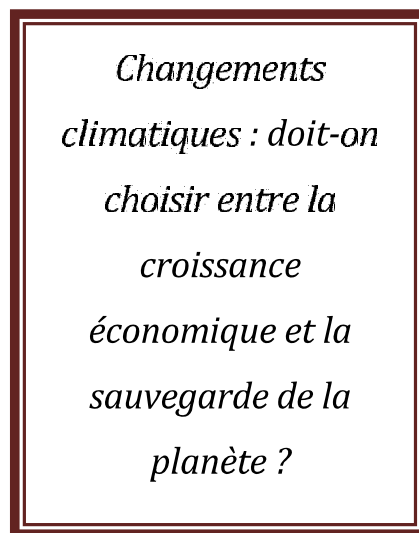 Changements
climatiques : doit-on
choisir entre la
croissance
économique et la
sauvegarde de la
planète ?